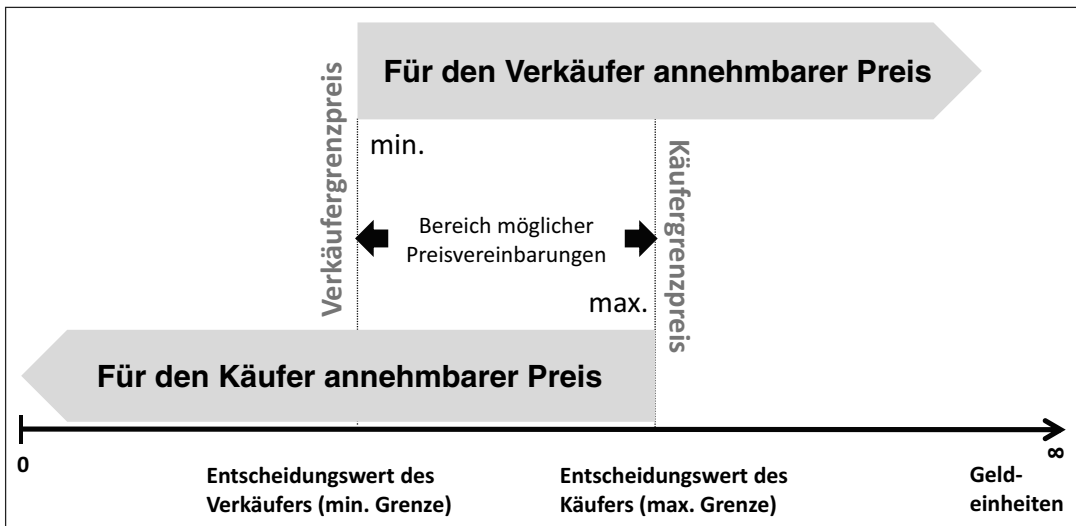 Für den Verkäufer annehmbarer Preis
Verkäufergrenzpreis
min.
Käufergrenzpreis
Bereich möglicher
Preisvereinbarungen
max.
Für den Käufer annehmbarer Preis
0
∞
Entscheidungswert des
Verkäufers (min. Grenze)
Entscheidungswert des
Käufers (max. Grenze)
Geld-
einheiten